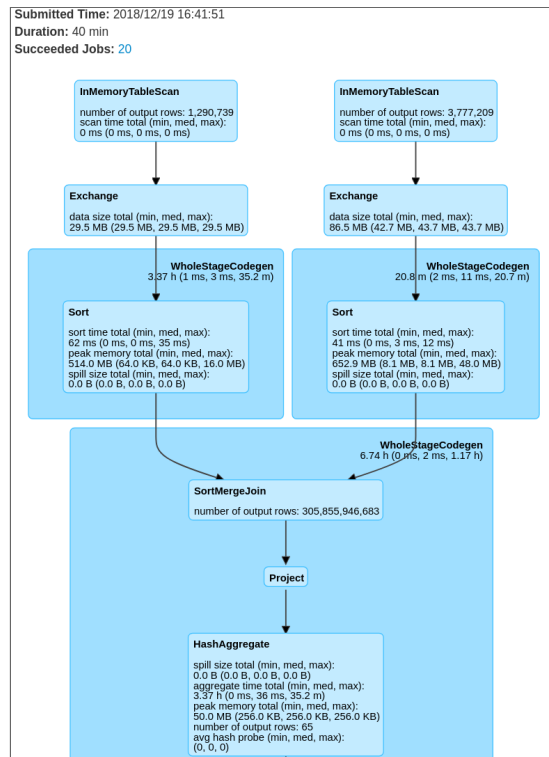 Submitted Time: 2018/12/19 16:41:51
Duration: 40 min
Succeeded Jobs: 20
InMemoryTableScan
number of output rows: 1,290,739
scan time total (min, med, max):
0 ms (0 ms, 0 ms, 0 ms)
InMemoryTableScan
number of output rows: 3,777,209
scan time total (min, med, max):
0 ms (0 ms, 0 ms, 0 ms)
Exchange
data size total (min, med, max):
29.5 MB (29.5 MB, 29.5 MB, 29.5 MB)
Exchange
data size total (min, med, max):
86.5 MB (42.7 MB, 43.7 MB, 43.7 MB)
WholeStageCodegen
3.37 h (1 ms, 3 ms, 35.2 m)
WholeStageCodegen
20.8 m (2 ms, 11 ms, 20.7 m)
Sort
sort time total (min, med, max):
62 ms (0 ms, 0 ms, 35 ms)
peak memory total (min, med, max):
514.0 MB (64.0 KB, 64.0 KB, 16.0 MB)
spill size total (min, med, max):
0.0 B (0.0 B, 0.0 B, 0.0 B)
Sort
sort time total (min, med, max):
41 ms (0 ms, 3 ms, 12 ms)
peak memory total (min, med, max):
652.9 MB (8.1 MB, 8.1 MB, 48.0 MB)
spill size total (min, med, max):
0.0 B (0.0 B, 0.0 B, 0.0 B)
WholeStageCodegen
6.74 h (0 ms, 2 ms, 1.17 h)
SortMergeJoin
number of output rows: 305,855,946,683
Project
HashAggregate
spill size total (min, med, max):
0.0 B (0.0 B, 0.0 B, 0.0 B)
aggregate time total (min, med, max):
3.37 h (0 ms, 36 ms, 35.2 m)
peak memory total (min, med, max):
50.0 MB (256.0 KB, 256.0 KB, 256.0 KB)
number of output rows: 65
avg hash probe (min, med, max):
(0, 0, 0)